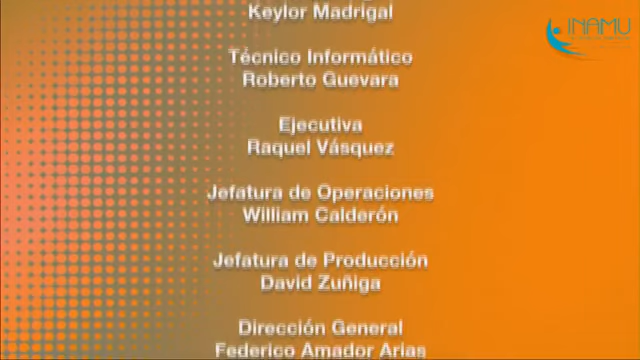 Keylor Madrigal
INAMU
Técnico Informático
Roberto Guevara
Ejecutiva
Raquel Vásquez
Jefatura de Operaciones
William Calderón
Jefatura de Producción
David Zuñiga
Dirección General
Federico Amador Arias